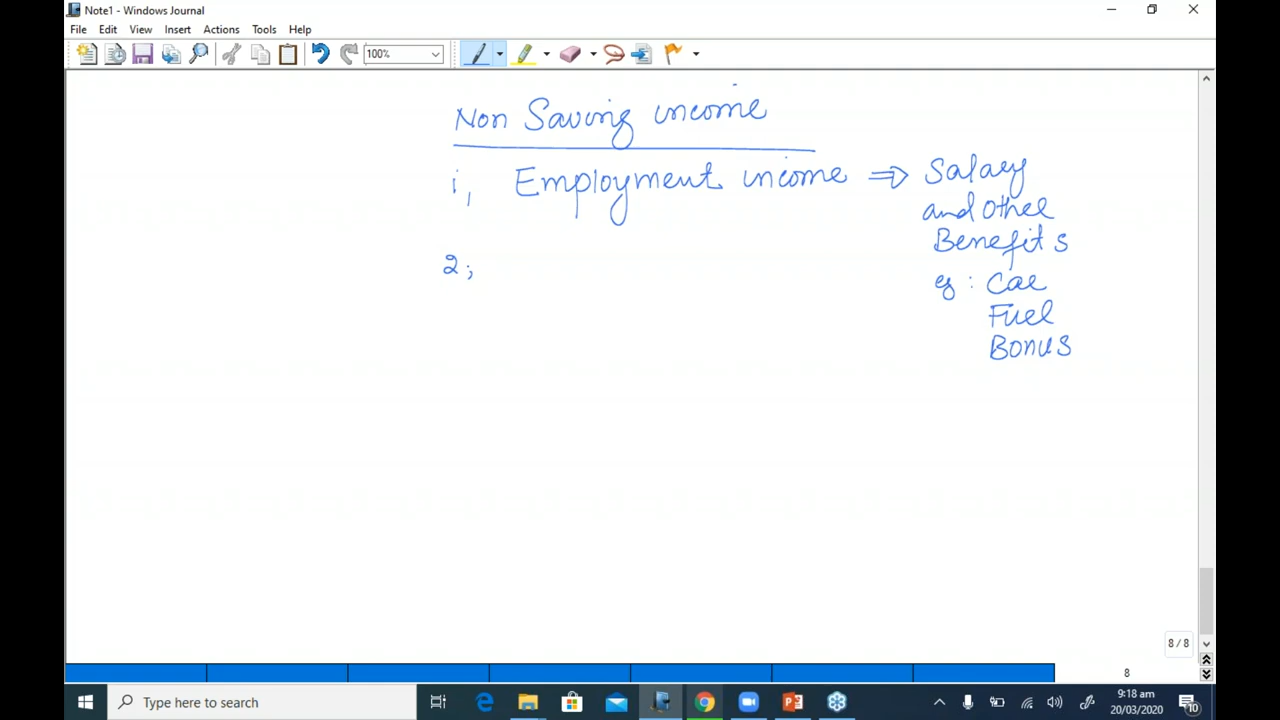 Note1 - Windows Journal
File Edit View Insert Actions Tools Help
100%
Non Saving income
i, Employment income ⇒ Salary
and other
Benefits
2;
eg : Car
Fuel
Bonus
8 / 8
8
Type here to search
9:18 am
20/03/2020
10